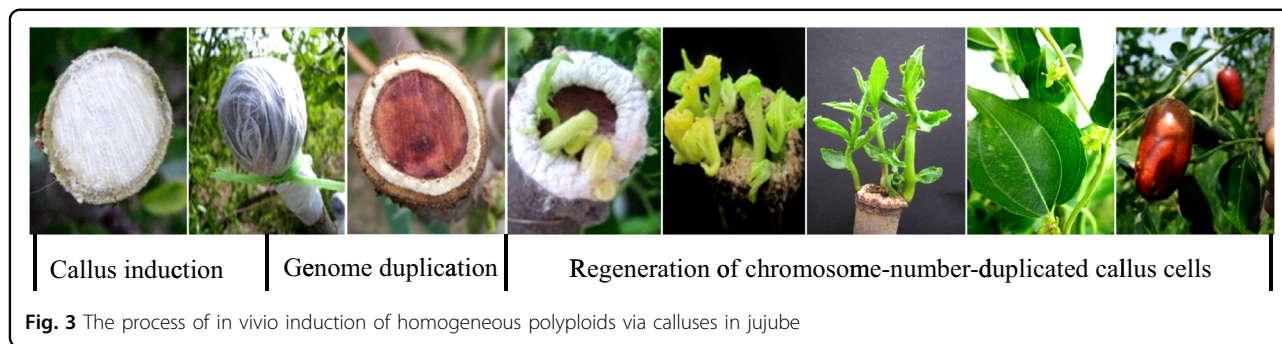 Callus induction
Genome duplication
Regeneration of chromosome-number-duplicated callus cells
Fig. 3 The process of in vivio induction of homogeneous polyploids via calluses in jujube